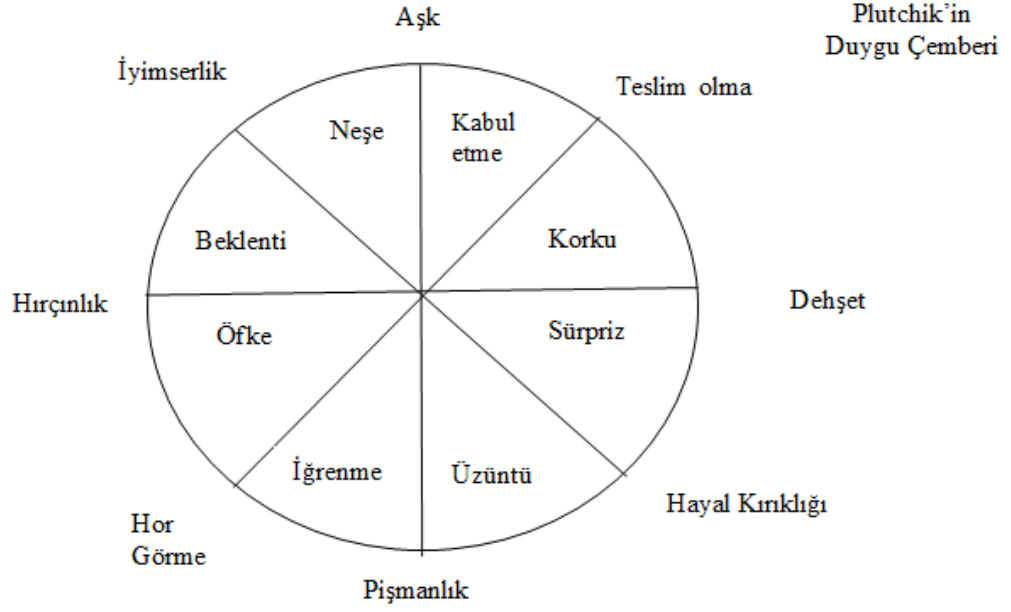 Aşk
Plutchik’in
Duygu Çemberi
İyimserlik
Teslim olma
Neşe
Kabul
etme
Beklenti
Korku
Hırçınlık
Dehşet
Öfke
Sürpriz
İğrenme
Üzüntü
Hayal Kırıklığı
Hor
Görme
Pişmanlık